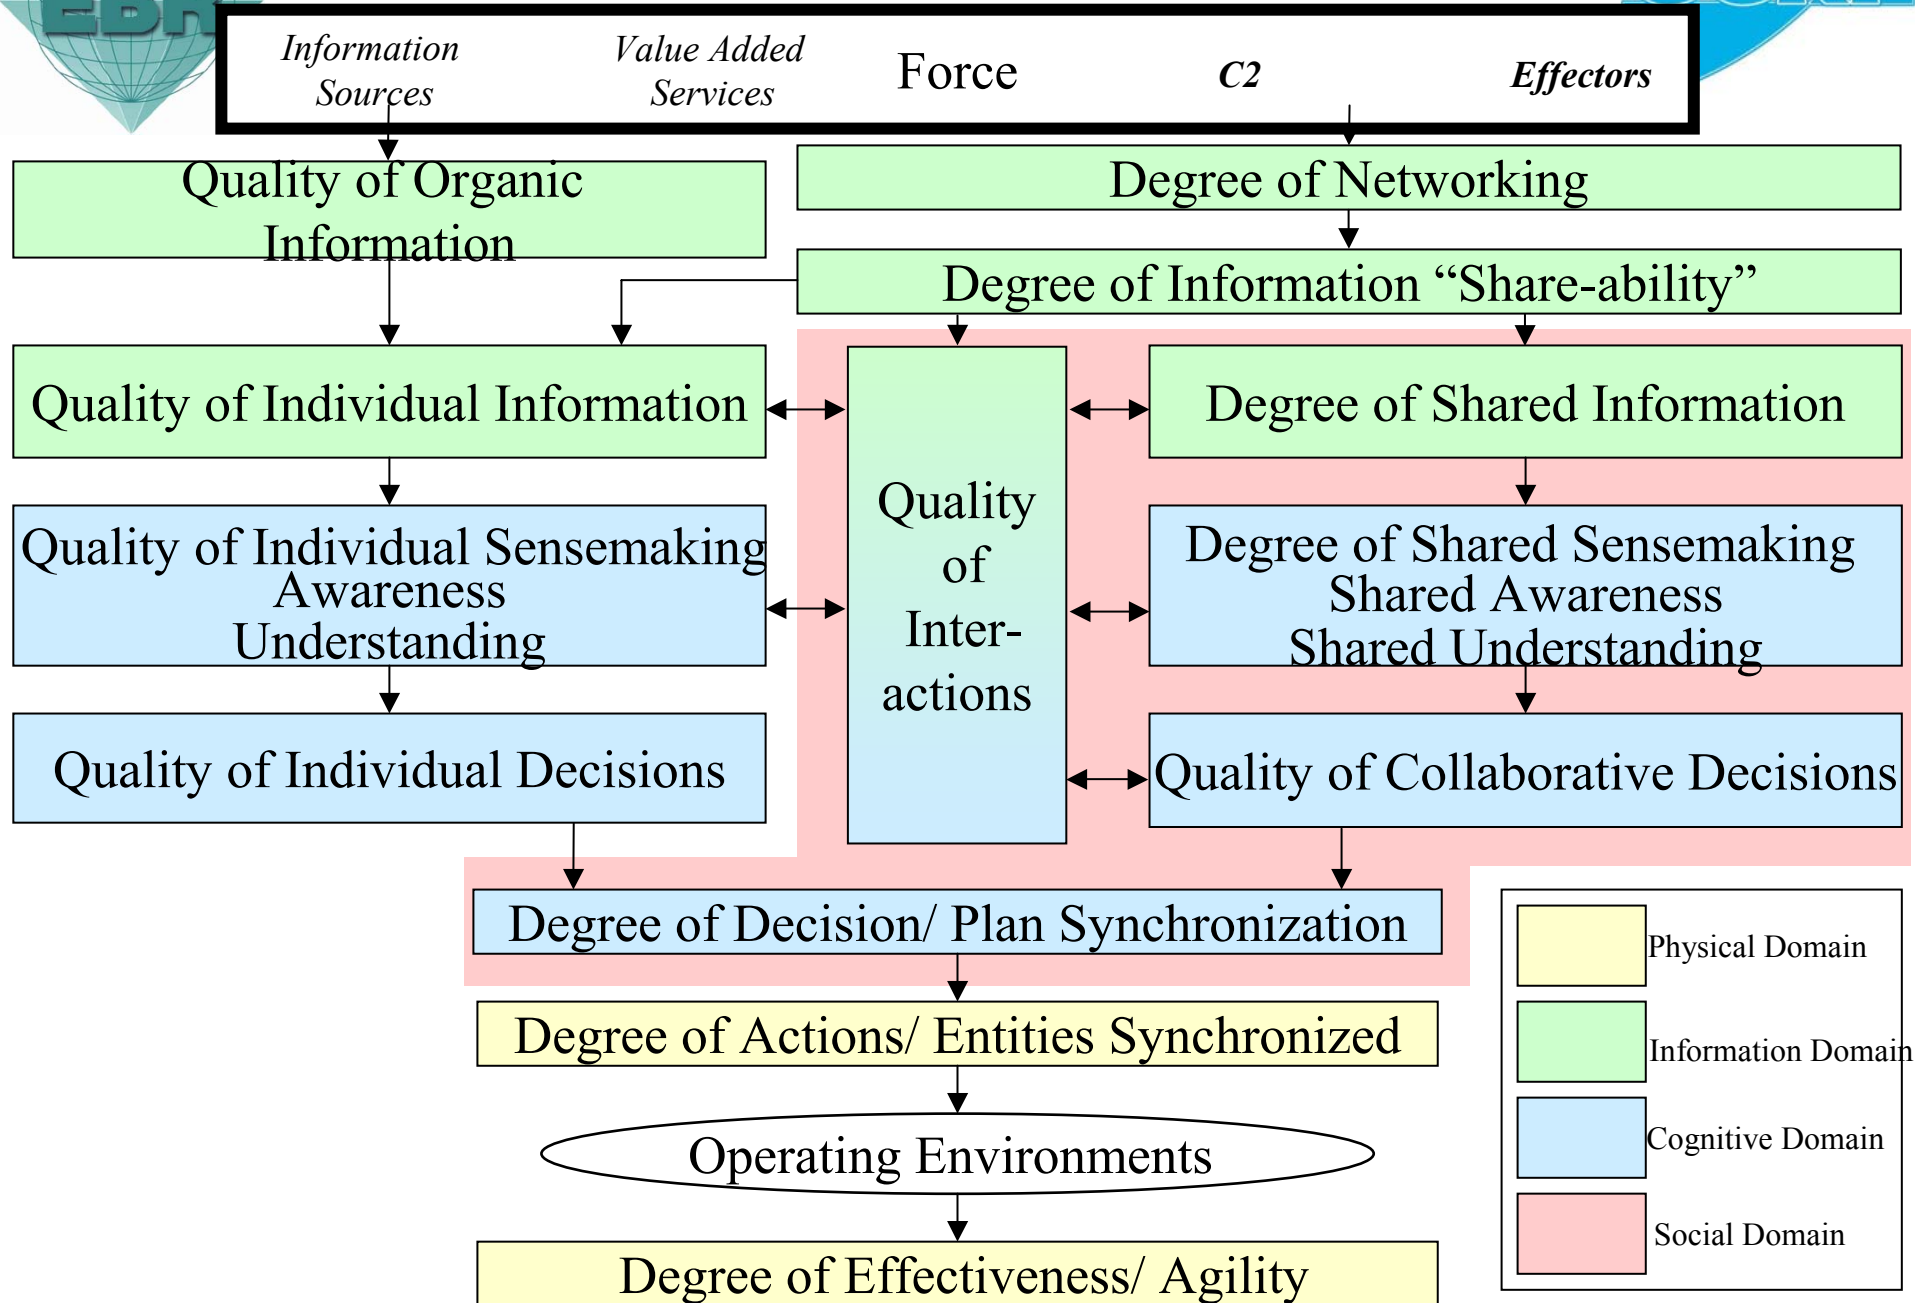 Information
Sources
Value Added
Services
Force
C2
Effectors
Quality of Organic
Information
Degree of Networking
Degree of Information “Share-ability”
Quality of Individual Information
Quality
of
Inter-
actions
Degree of Shared Information
Quality of Individual Sensemaking
Awareness
Understanding
Degree of Shared Sensemaking
Shared Awareness
Shared Understanding
Quality of Individual Decisions
Quality of Collaborative Decisions
Degree of Decision/ Plan Synchronization
Degree of Actions/ Entities Synchronized
Operating Environments
Degree of Effectiveness/ Agility
Physical Domain
Information Domain
Cognitive Domain
Social Domain